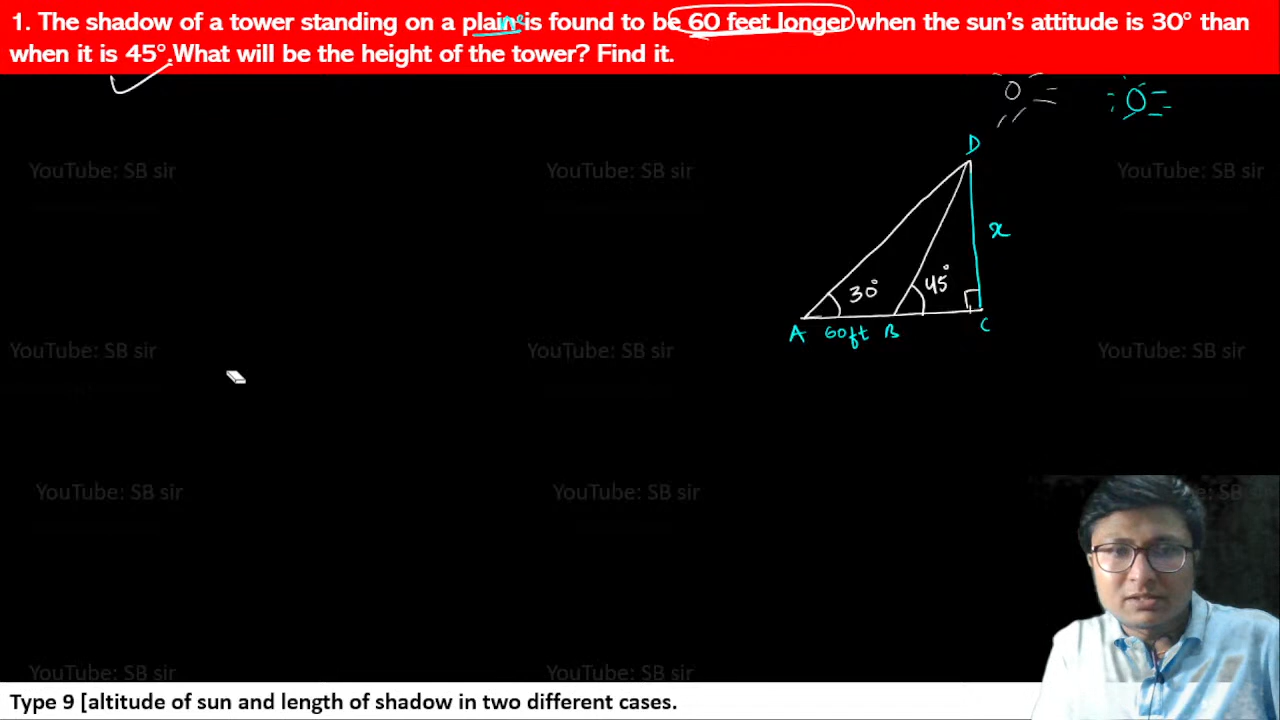 1. The shadow of a tower standing on a plane is found to be 60 feet longer when the sun's attitude is 30° than
when it is 45°.What will be the height of the tower? Find it.
YouTube: SB sir YouTube: SB sir YouTube: SB sir
D
x
30° 45°
A 60ft B C
YouTube: SB sir YouTube: SB sir YouTube: SB sir
YouTube: SB sir YouTube: SB sir e: SB
YouTube: SB sir YouTube: SB sir
Type 9 [altitude of sun and length of shadow in two different cases.